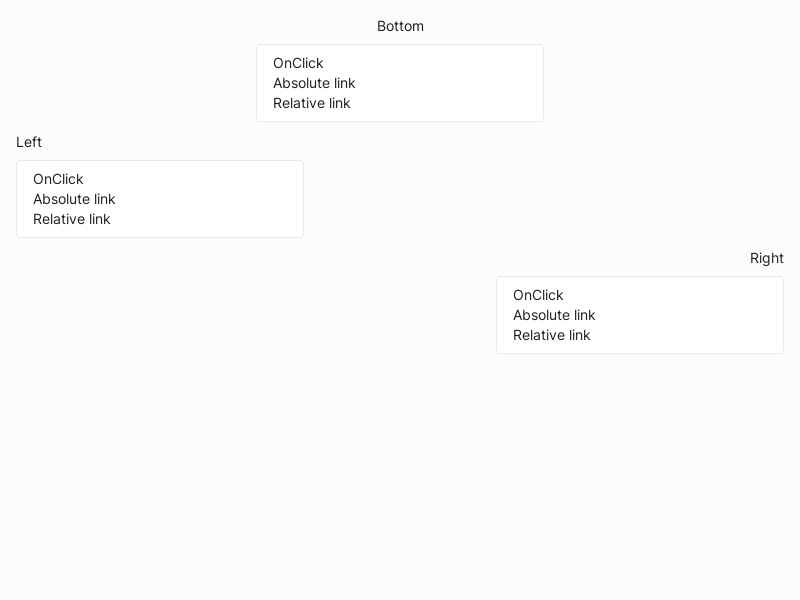 Bottom
OnClick
Absolute link
Relative link
Left
OnClick
Absolute link
Relative link
Right
OnClick
Absolute link
Relative link